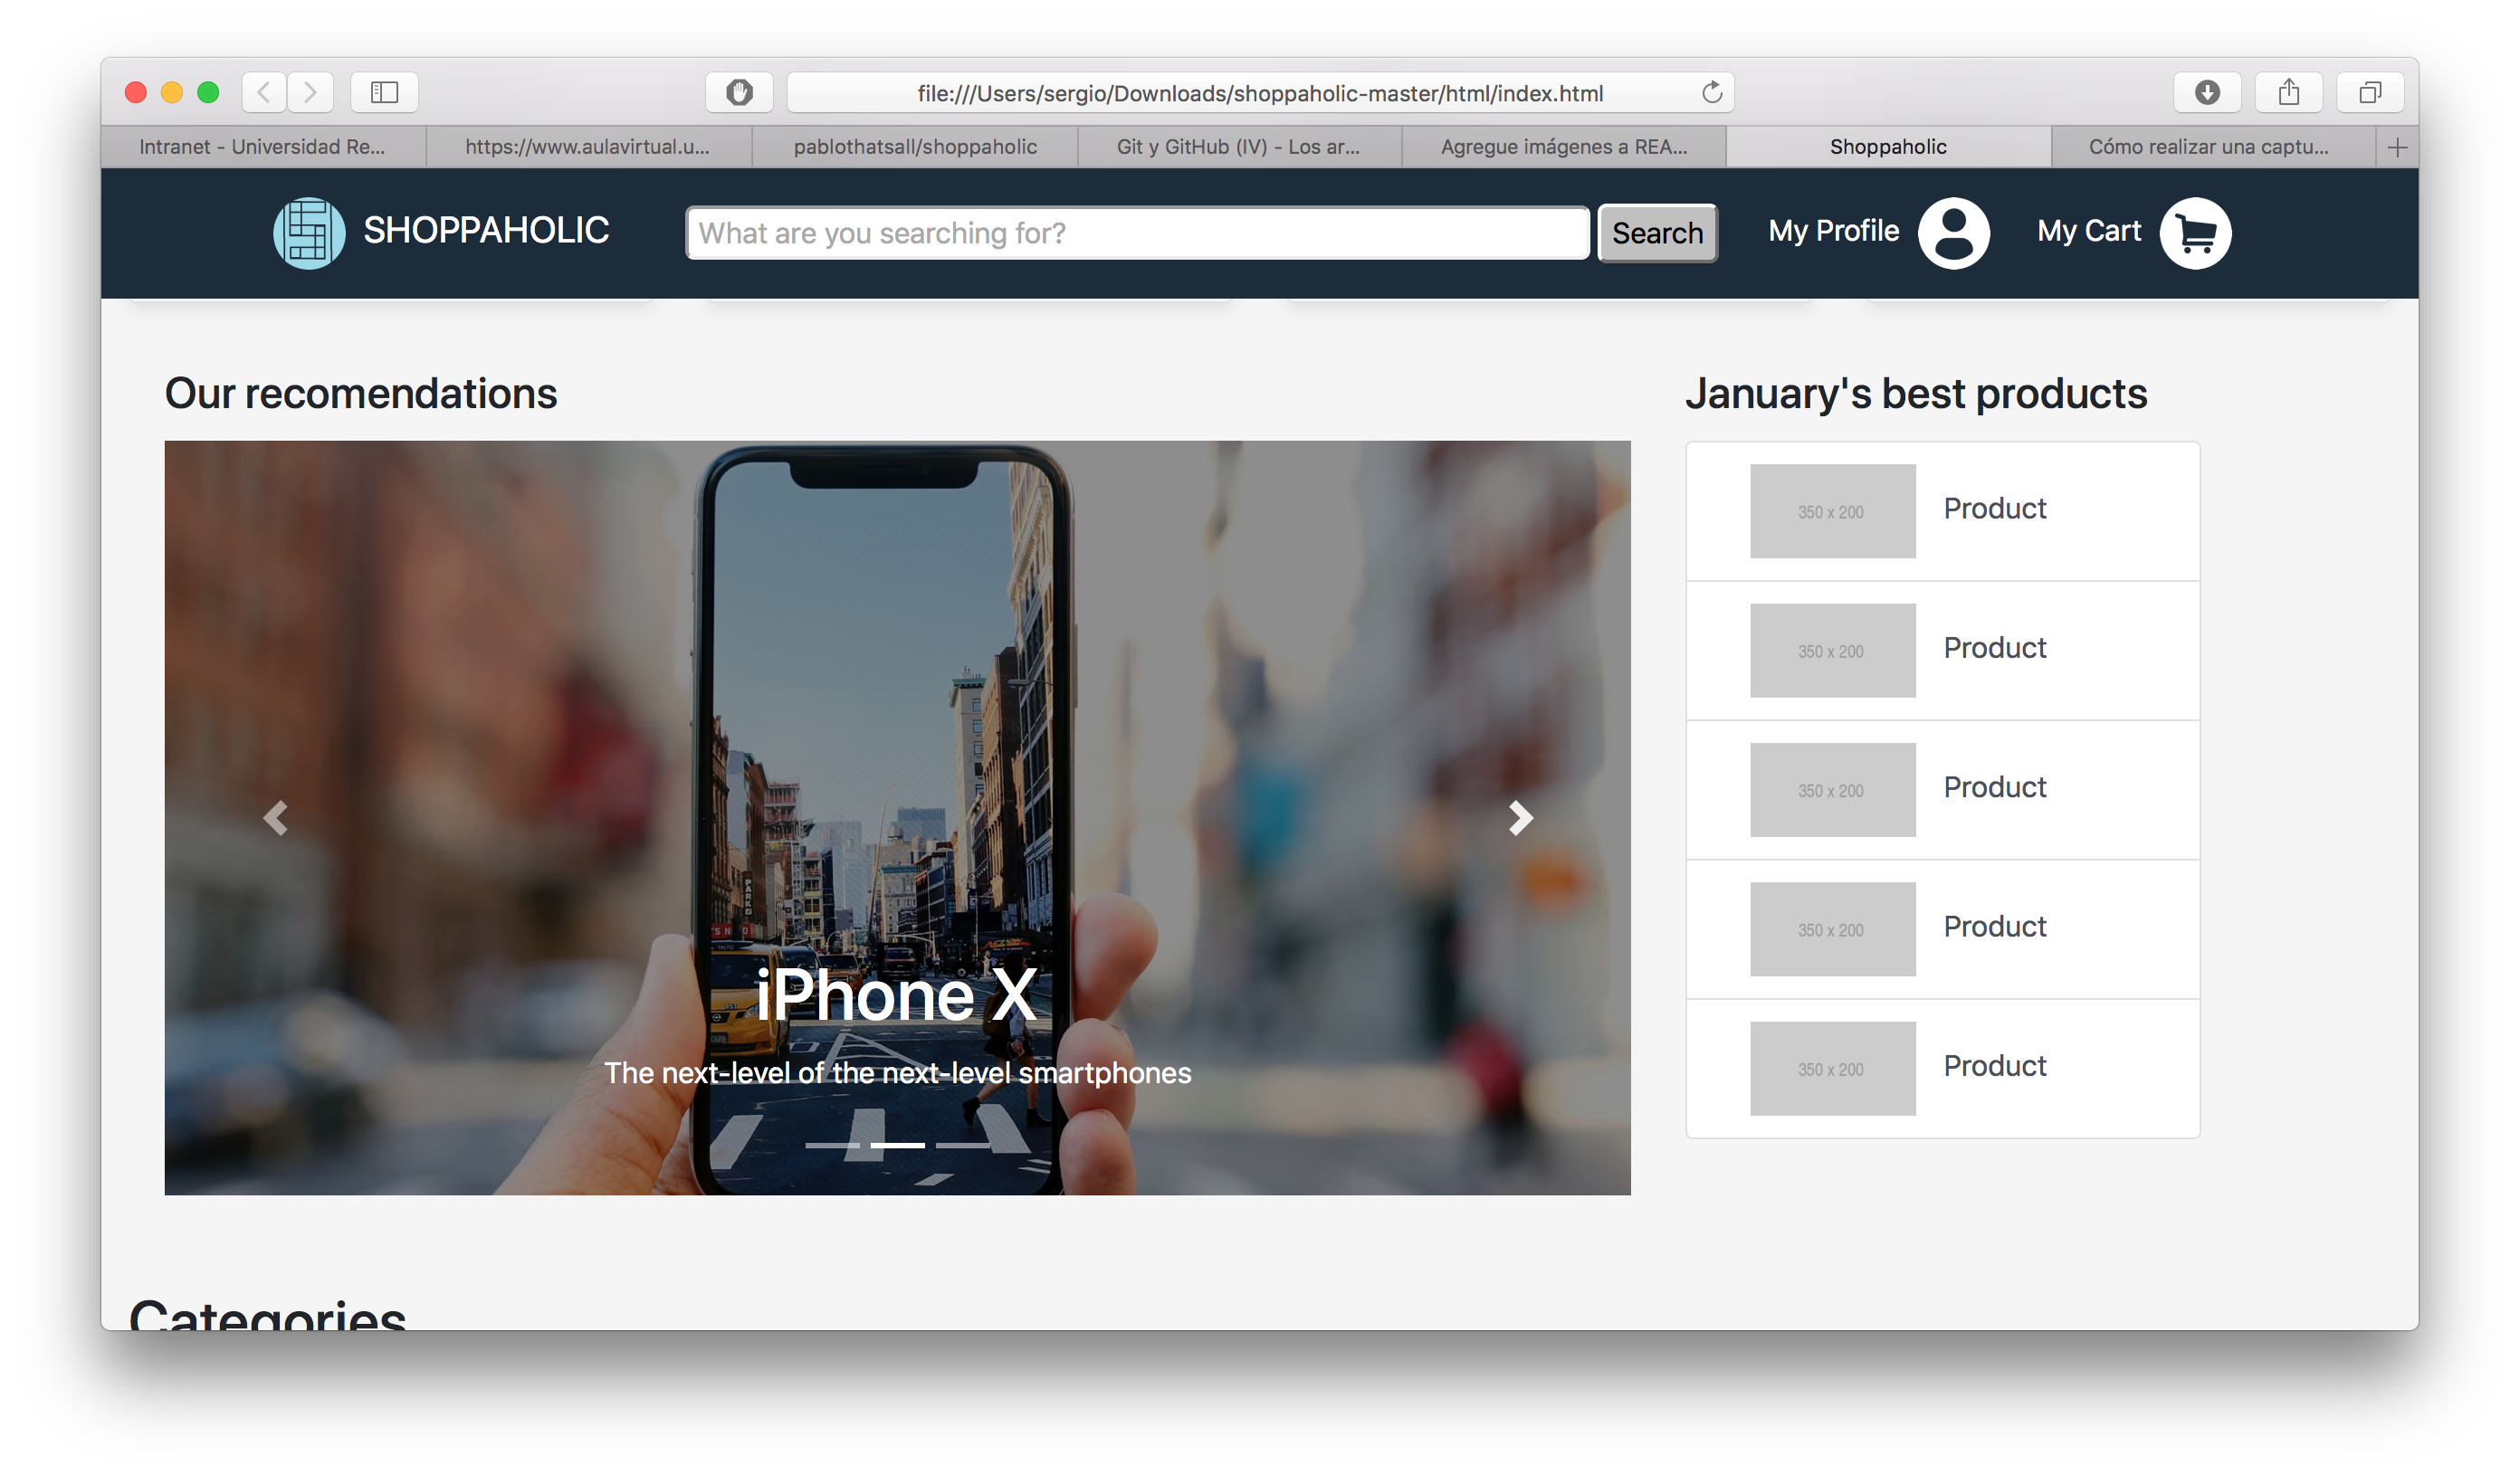 file:///Users/sergio/Downloads/shoppaholic-master/html/index.html
Intranet - Universidad Re...
https://www.aulavirtual.u...
pablothatsall/shoppaholic
Git y GitHub (IV) - Los ar...
Agregue imágenes a REA...
Shoppaholic
Cómo realizar una captu...
SHOPPAHOLIC
What are you searching for?
Search
My Profile
My Cart
Our recomendations
iPhone X
The next-level of the next-level smartphones
January's best products
350 x 200
Product
350 x 200
Product
350 x 200
Product
350 x 200
Product
350 x 200
Product
Categories